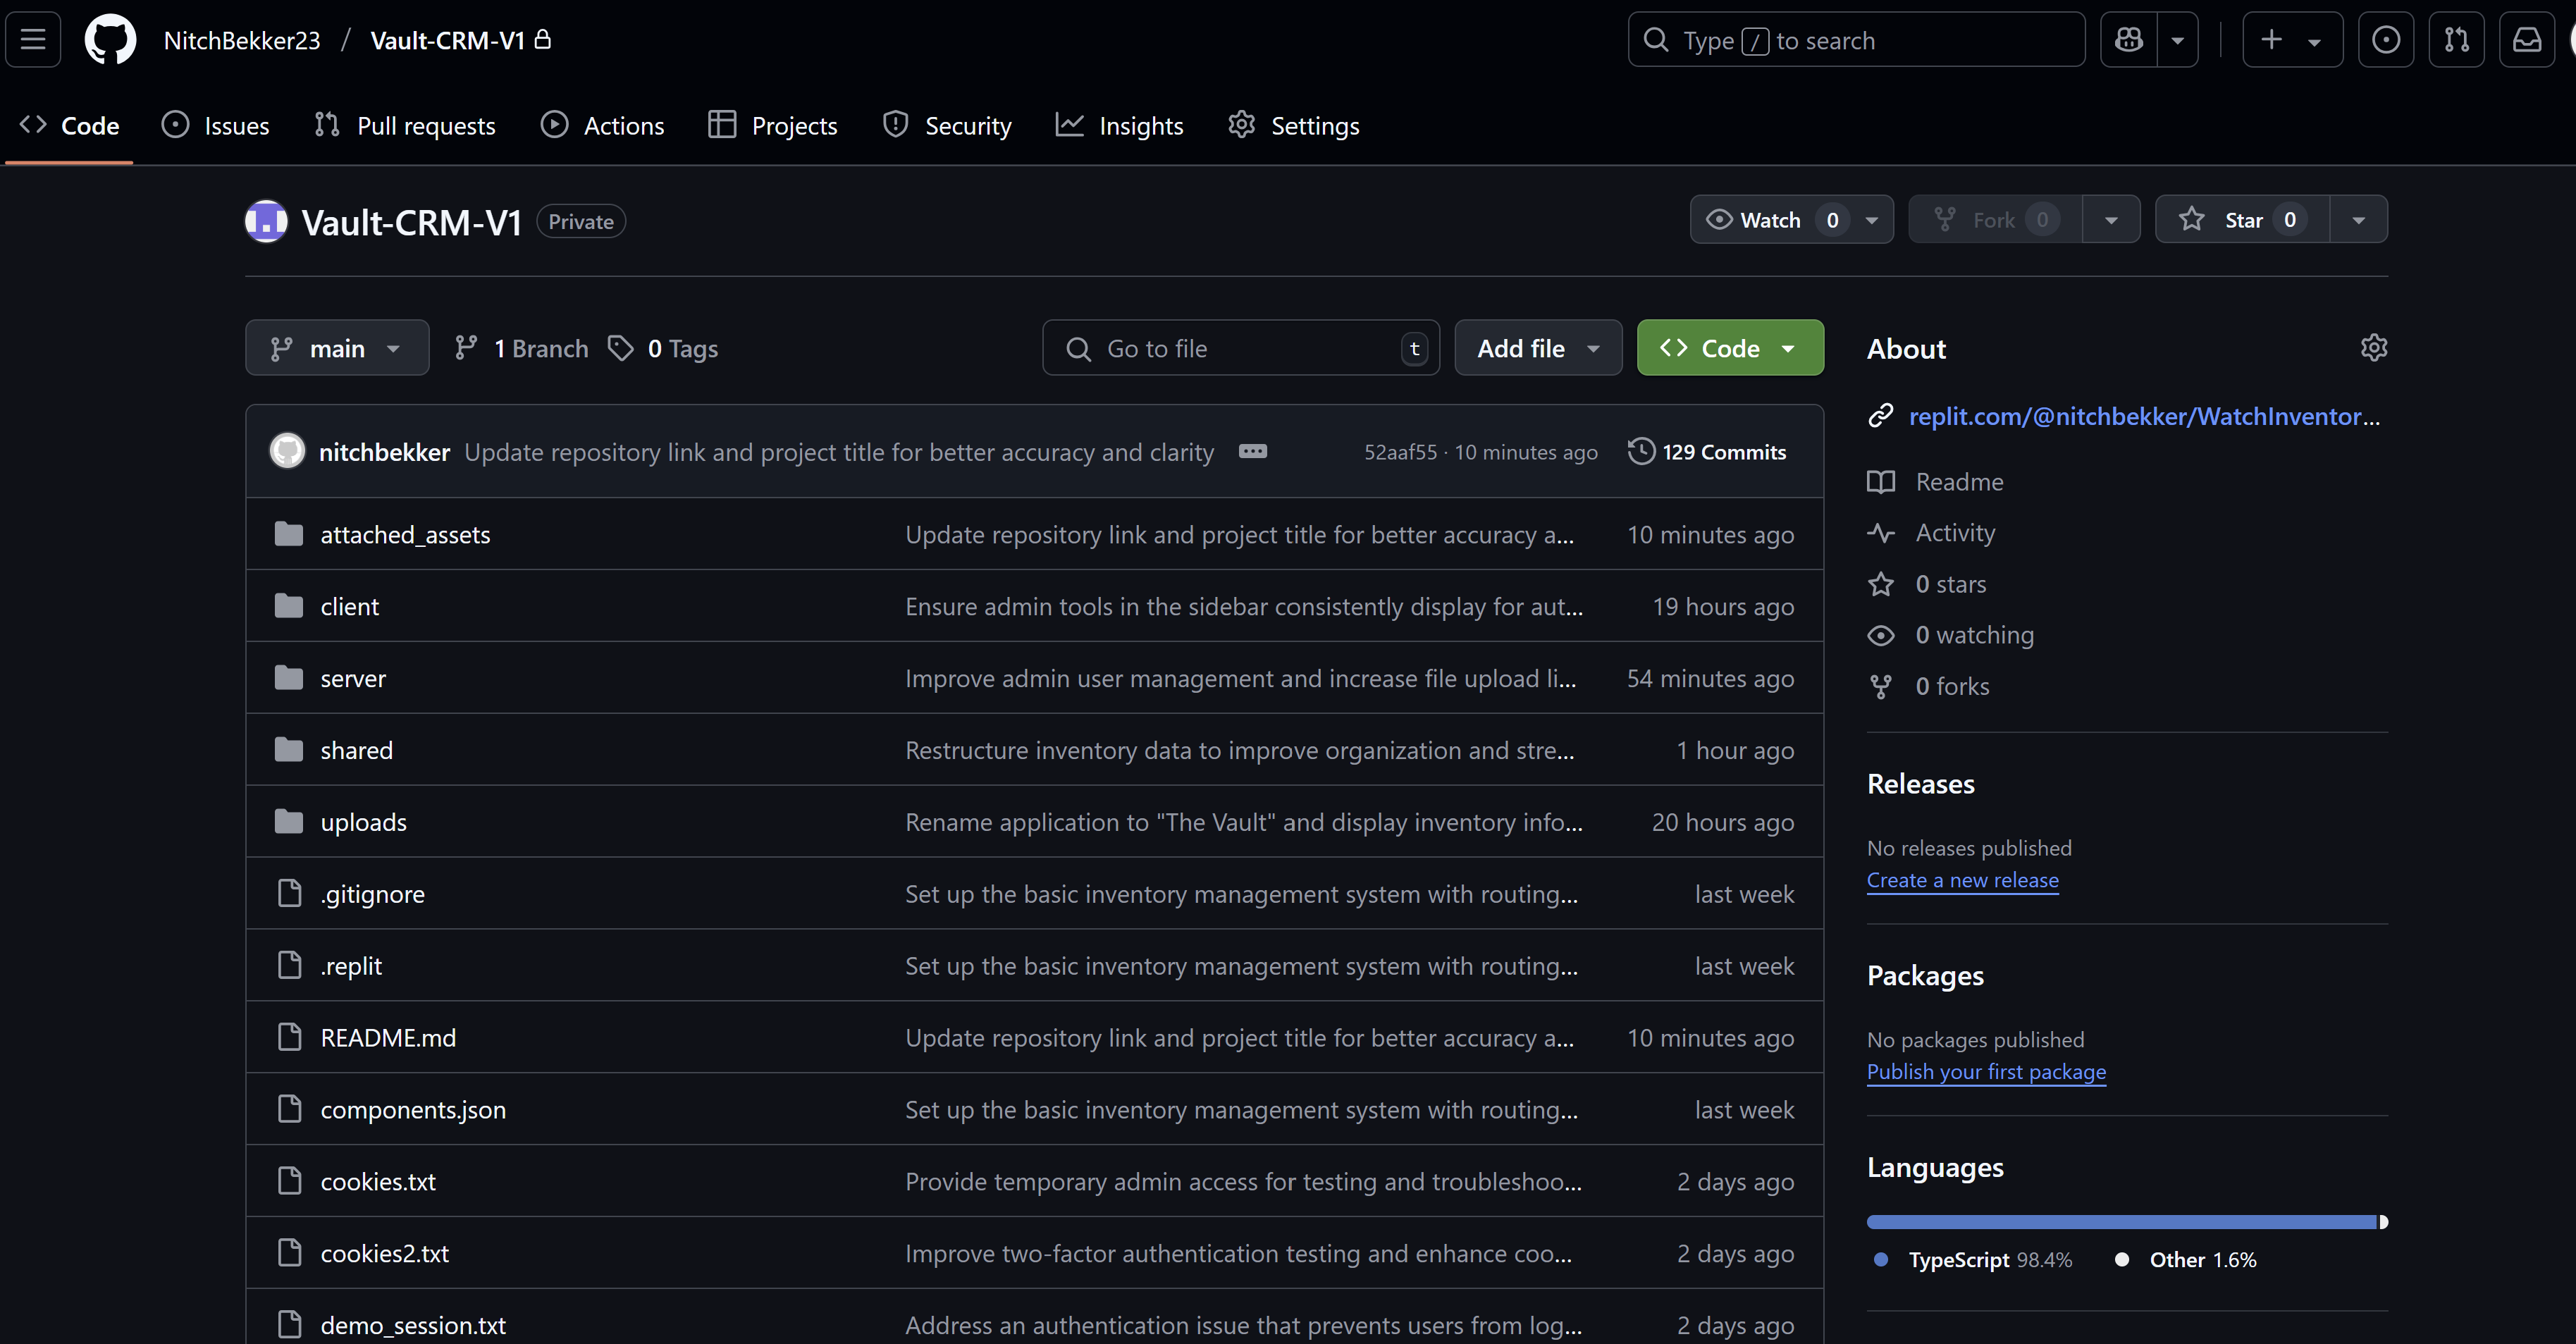 NitchBekker23 / Vault-CRM-V1
Type / to search
Code Issues Pull requests Actions Projects Security Insights Settings
Vault-CRM-V1 Private
Watch 0 Fork 0 Star 0
main 1 Branch 0 Tags
Go to file t Add file Code
nitchbekker Update repository link and project title for better accuracy and clarity 52aaf55 · 10 minutes ago 129 Commits
attached_assets Update repository link and project title for better accuracy a... 10 minutes ago
client Ensure admin tools in the sidebar consistently display for aut... 19 hours ago
server Improve admin user management and increase file upload li... 54 minutes ago
shared Restructure inventory data to improve organization and stre... 1 hour ago
uploads Rename application to "The Vault" and display inventory info... 20 hours ago
.gitignore Set up the basic inventory management system with routing... last week
.replit Set up the basic inventory management system with routing... last week
README.md Update repository link and project title for better accuracy a... 10 minutes ago
components.json Set up the basic inventory management system with routing... last week
cookies.txt Provide temporary admin access for testing and troubleshoo... 2 days ago
cookies2.txt Improve two-factor authentication testing and enhance coo... 2 days ago
demo_session.txt Address an authentication issue that prevents users from log... 2 days ago
About
replit.com/@nitchbekker/WatchInventor...
Readme
Activity
0 stars
0 watching
0 forks
Releases
No releases published
Create a new release
Packages
No packages published
Publish your first package
Languages
TypeScript 98.4% Other 1.6%